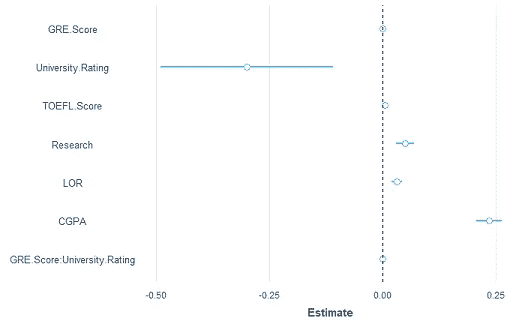 GRE.Score
University.Rating
TOEFL.Score
Research
LOR
CGPA
GRE.Score:University.Rating
-0.50 -0.25 0.00 0.25
Estimate